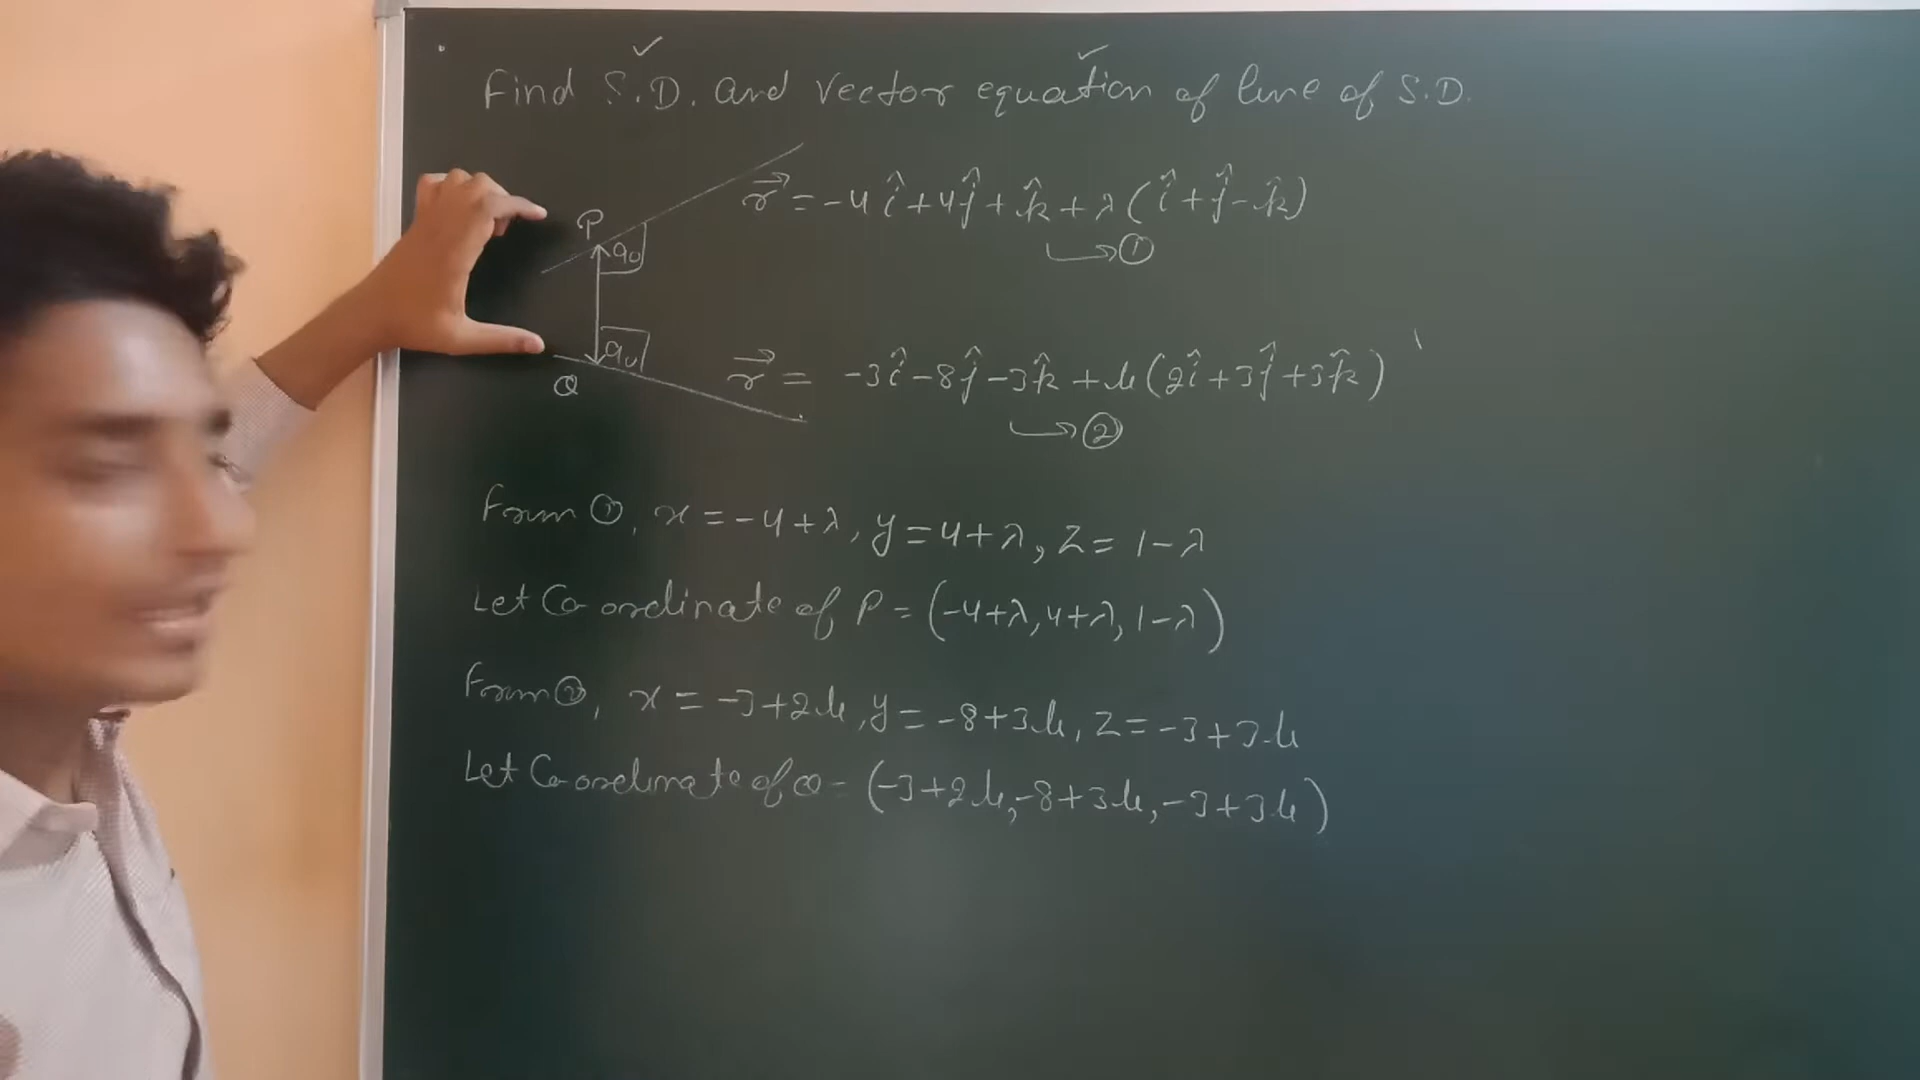 Find S.D. and vector equation of line of S.D.
P
90
r⃗ = -4î+4ĵ+k̂+λ(î+ĵ-k̂)
→①
90
Q
r⃗ = -3î-8ĵ-3k̂+μ(2î+3ĵ+3k̂)
→②
From ①, x=-4+λ, y=4+λ, z=1-λ
Let Co-ordinate of P=(-4+λ,4+λ,1-λ)
From ②, x=-3+2μ, y=-8+3μ, z=-3+3μ
Let Co-ordinate of Q=(-3+2μ,-8+3μ,-3+3μ)